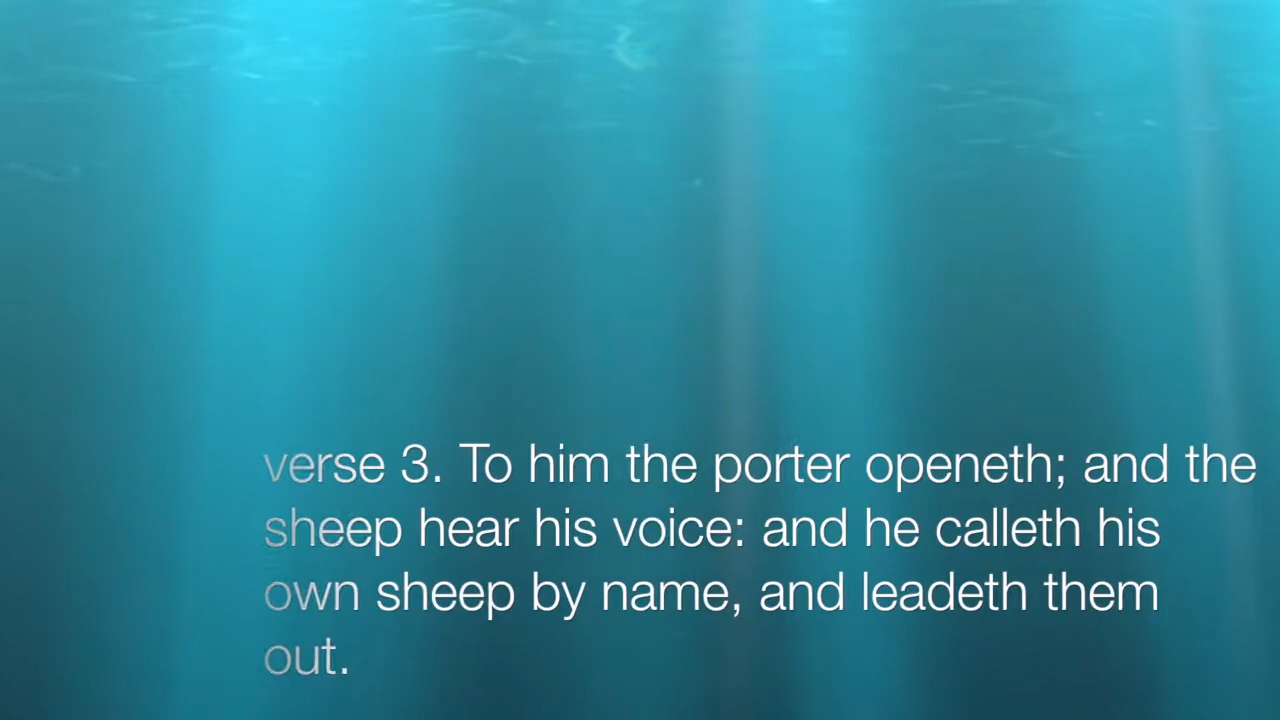 verse 3. To him the porter openeth; and the
sheep hear his voice: and he calleth his
own sheep by name, and leadeth them
out.